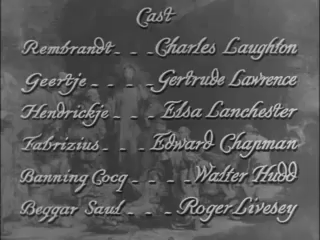 Cast
Rembrandt - - - Charles Laughton
Geertje - - - - - Gertrude Lawrence
Hendrickje - - - Elsa Lanchester
Fabrizius - - - - Edward Chapman
Banning Cocq - - - - Walter Hudd
Beggar Saul - - - Roger Livesey